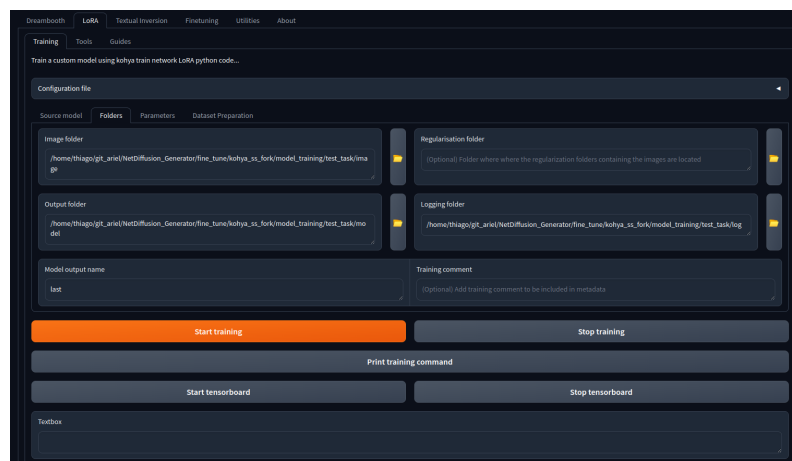 Dreambooth LoRA Textual Inversion Finetuning Utilities About
Training Tools Guides
Train a custom model using kohya train network LoRA python code...
Configuration file
Source model Folders Parameters Dataset Preparation
Image folder
/home/thiago/git_ariel/NetDiffusion_Generator/fine_tune/kohya_ss_fork/model_training/test_task/ima
ge
Regularisation folder
(Optional) Folder where where the regularization folders containing the images are located
Output folder
/home/thiago/git_ariel/NetDiffusion_Generator/fine_tune/kohya_ss_fork/model_training/test_task/mo
del
Logging folder
/home/thiago/git_ariel/NetDiffusion_Generator/fine_tune/kohya_ss_fork/model_training/test_task/log
Model output name
last
Training comment
(Optional) Add training comment to be included in metadata
Start training Stop training
Print training command
Start tensorboard Stop tensorboard
Textbox